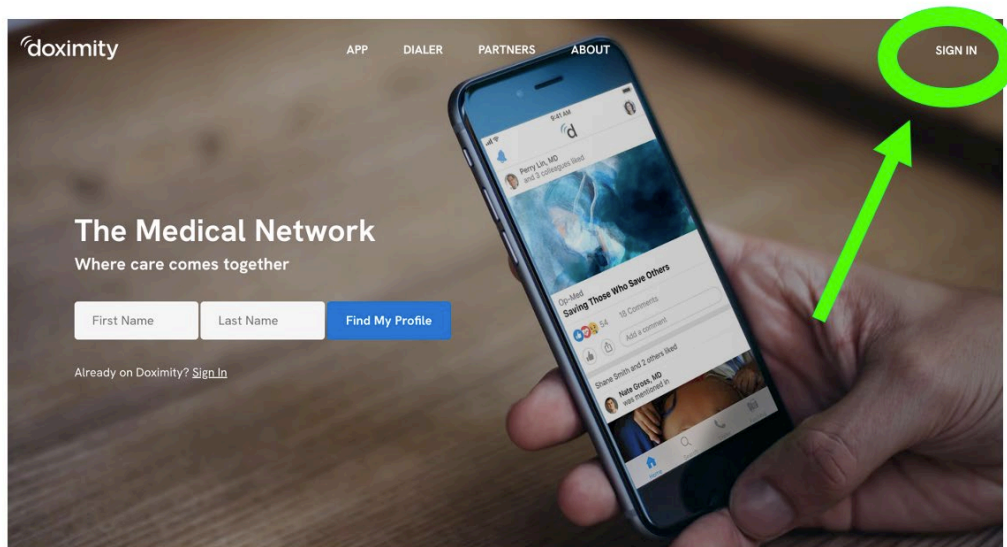 doximity
APP DIALER PARTNERS ABOUT
SIGN IN
The Medical Network
Where care comes together
First Name Last Name Find My Profile
Already on Doximity? Sign In
9:41 AM
d
Perry Lin, MD
and 3 colleagues liked
Op-Med
Saving Those Who Save Others
54 18 Comments
Add a comment
Shane Smith and 2 others liked
Nate Gross, MD
was mentioned in
Home